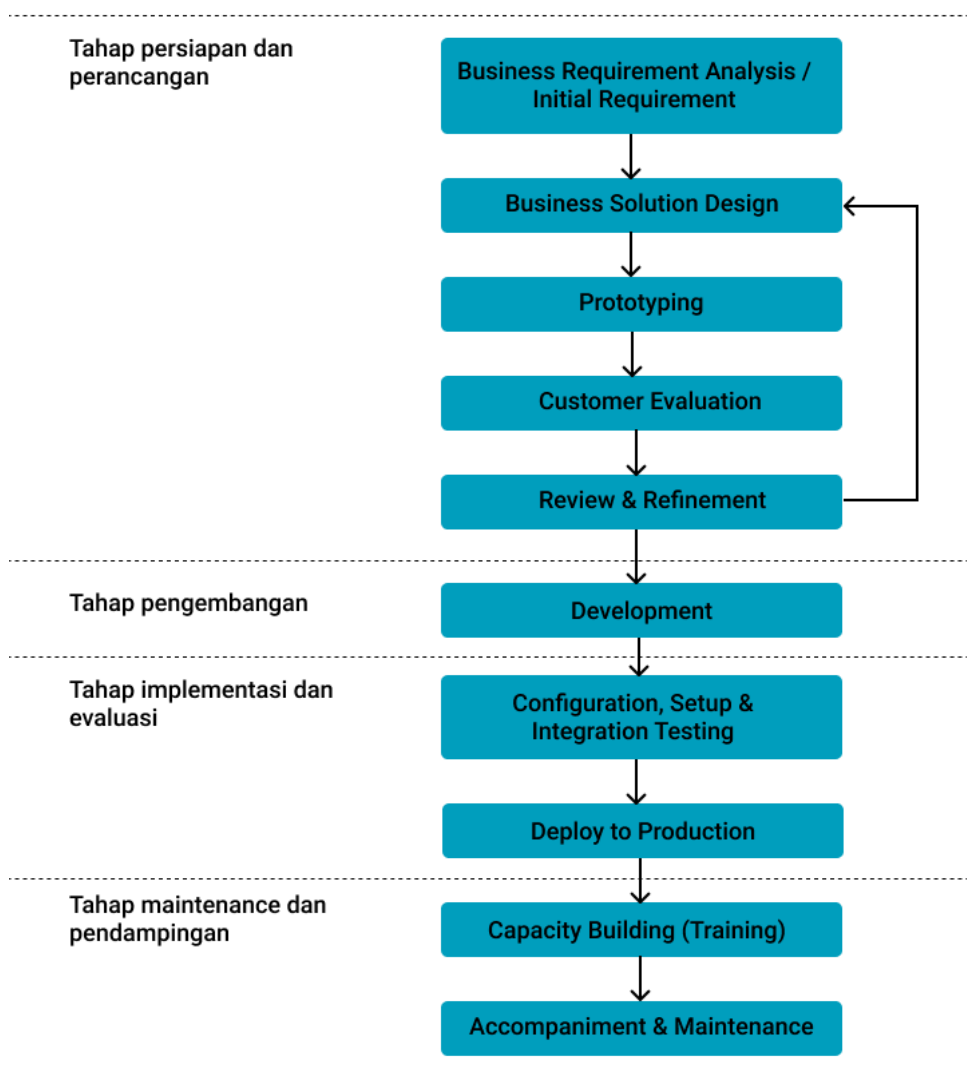 Tahap persiapan dan
perancangan
Business Requirement Analysis /
Initial Requirement
Business Solution Design
Prototyping
Customer Evaluation
Review & Refinement
Tahap pengembangan
Development
Tahap implementasi dan
evaluasi
Configuration, Setup &
Integration Testing
Deploy to Production
Tahap maintenance dan
pendampingan
Capacity Building (Training)
Accompaniment & Maintenance